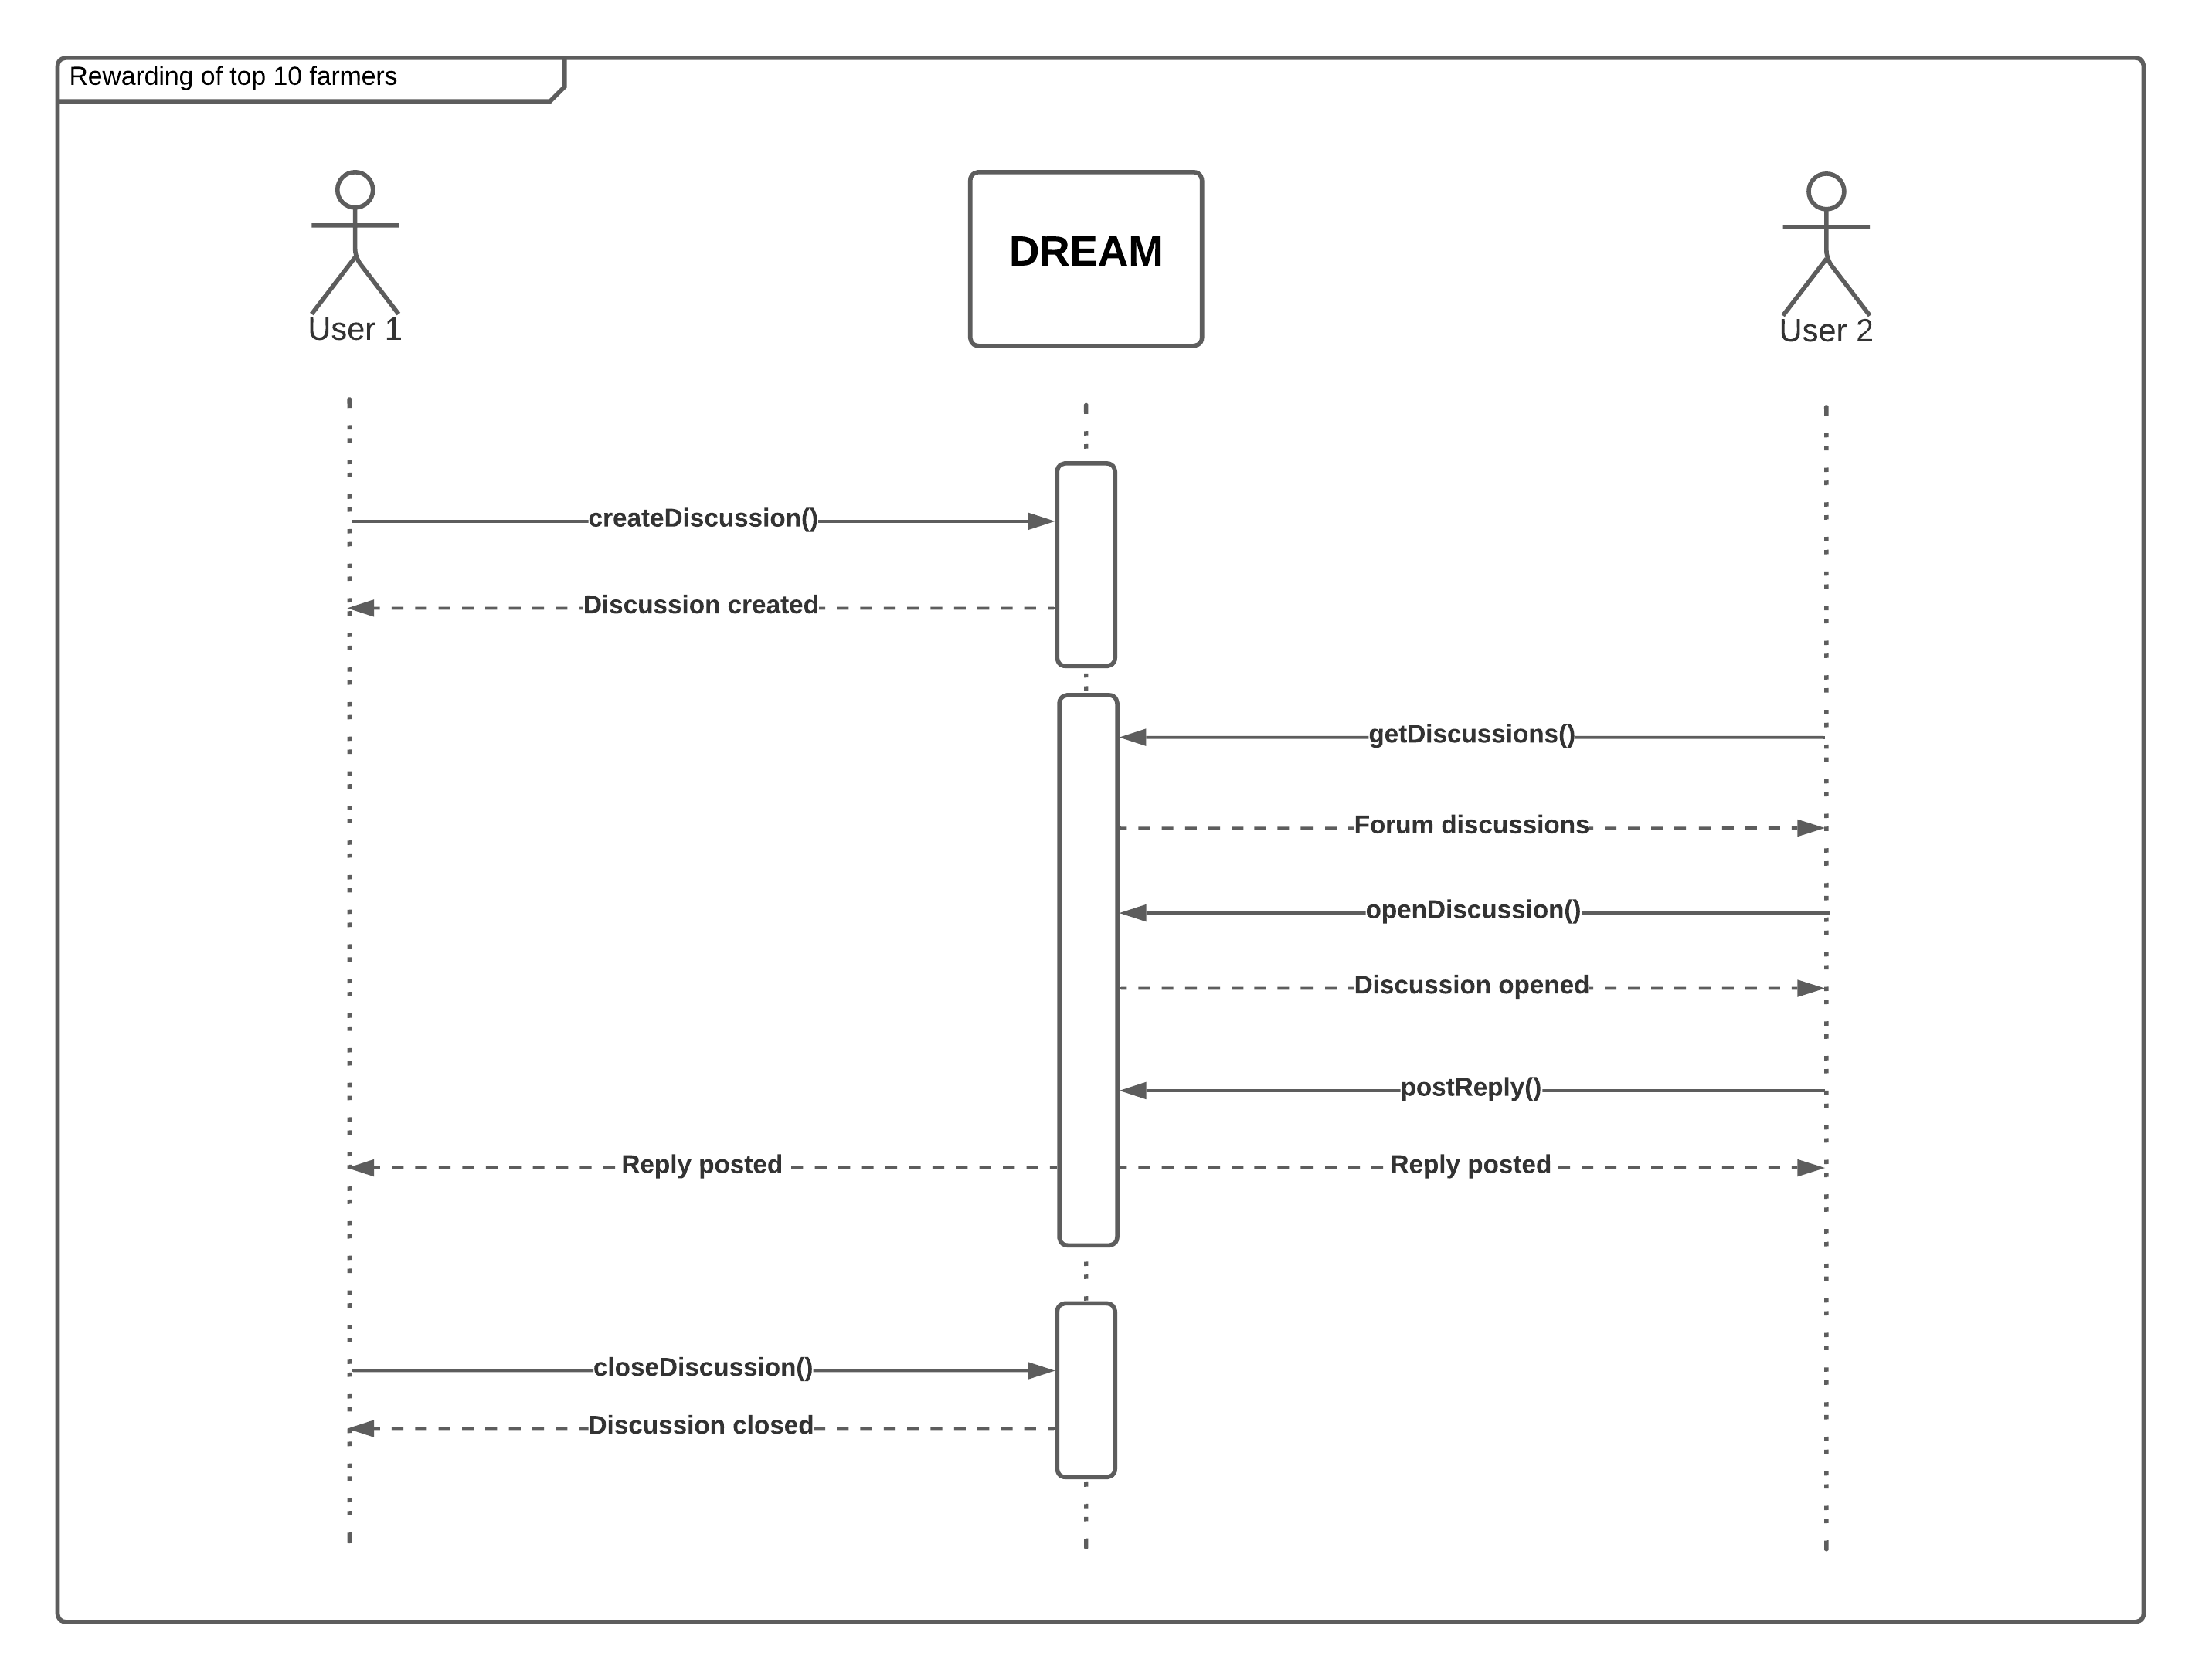 Rewarding of top 10 farmers
DREAM
User 1
User 2
createDiscussion()
Discussion created
getDiscussions()
Forum discussions
openDiscussion()
Discussion opened
postReply()
Reply posted
Reply posted
closeDiscussion()
Discussion closed